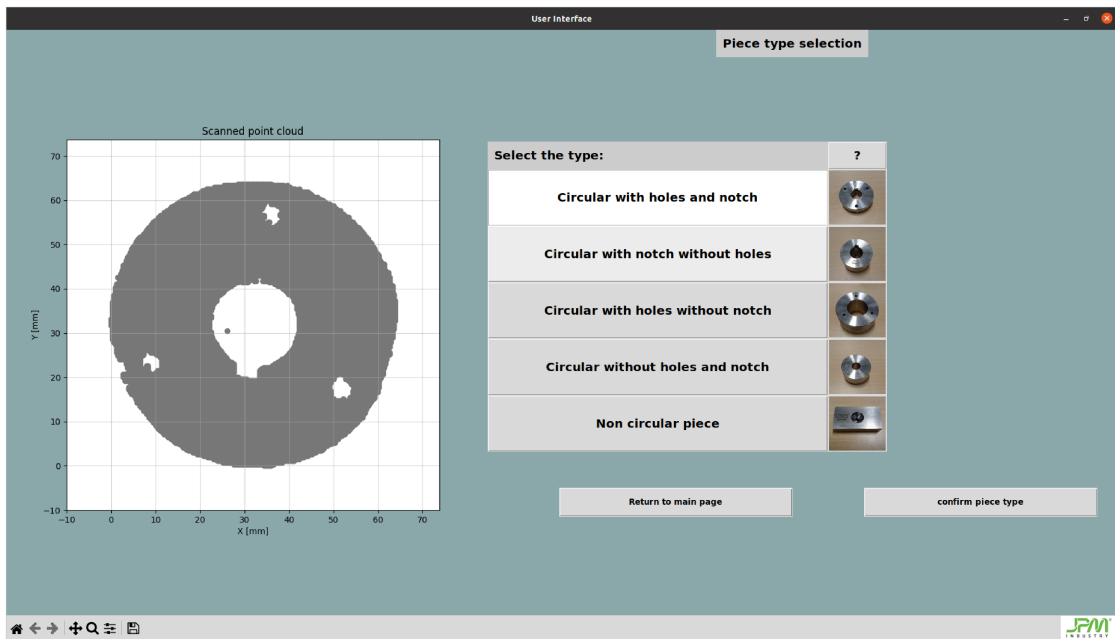 User Interface
Piece type selection
Scanned point cloud
70
60
50
40
30
20
10
0
−10
Y [mm]
−10 0 10 20 30 40 50 60 70
X [mm]
Select the type: ?
Circular with holes and notch
Circular with notch without holes
Circular with holes without notch
Circular without holes and notch
Non circular piece
Return to main page
confirm piece type
JPM
INDUSTRY